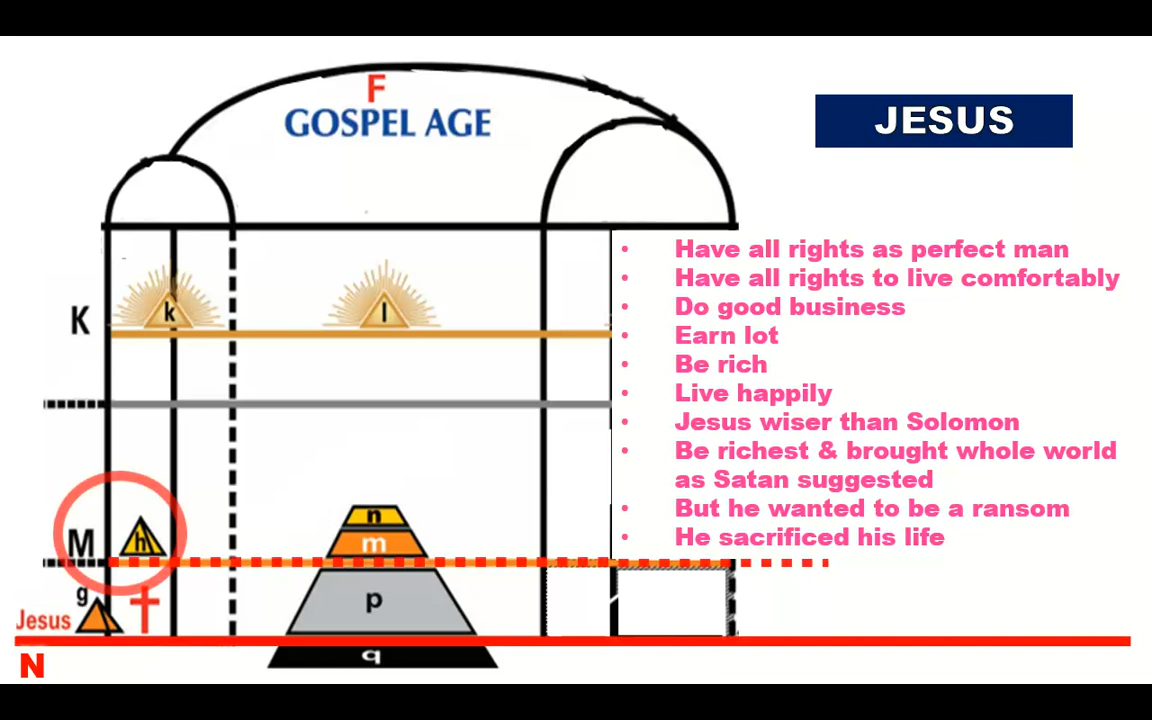 F
GOSPEL AGE
JESUS
• Have all rights as perfect man
• Have all rights to live comfortably
• Do good business
• Earn lot
• Be rich
• Live happily
• Jesus wiser than Solomon
• Be richest & brought whole world
as Satan suggested
• But he wanted to be a ransom
• He sacrificed his life
K
k
l
M
h
n
m
g
Jesus
p
q
N